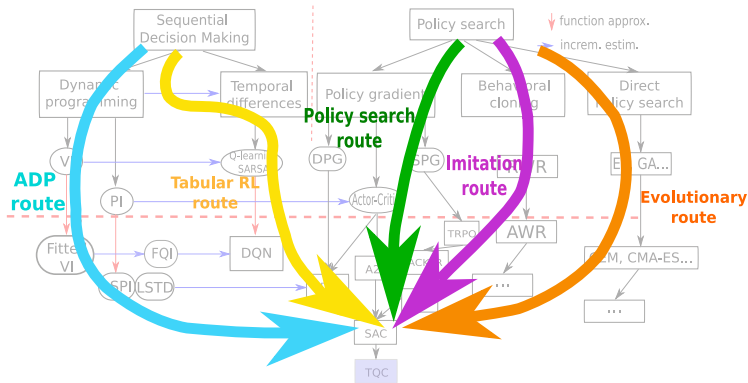 Sequential
Decision Making
Policy search
function approx.
increm. estim.
Dynamic
programming
Temporal
differences
Policy gradient
Behavioral
cloning
Direct
Policy search
Policy search
route
Q-learning
SARSA
DPG
SPG
ADP
route
Tabular RL
route
Imitation
route
PI
Actor-Critic
Evolutionary
route
TRPO
AWR
Fitted
VI
FQI
DQN
CEM, CMA-ES...
LSTD
...
...
SAC
TQC